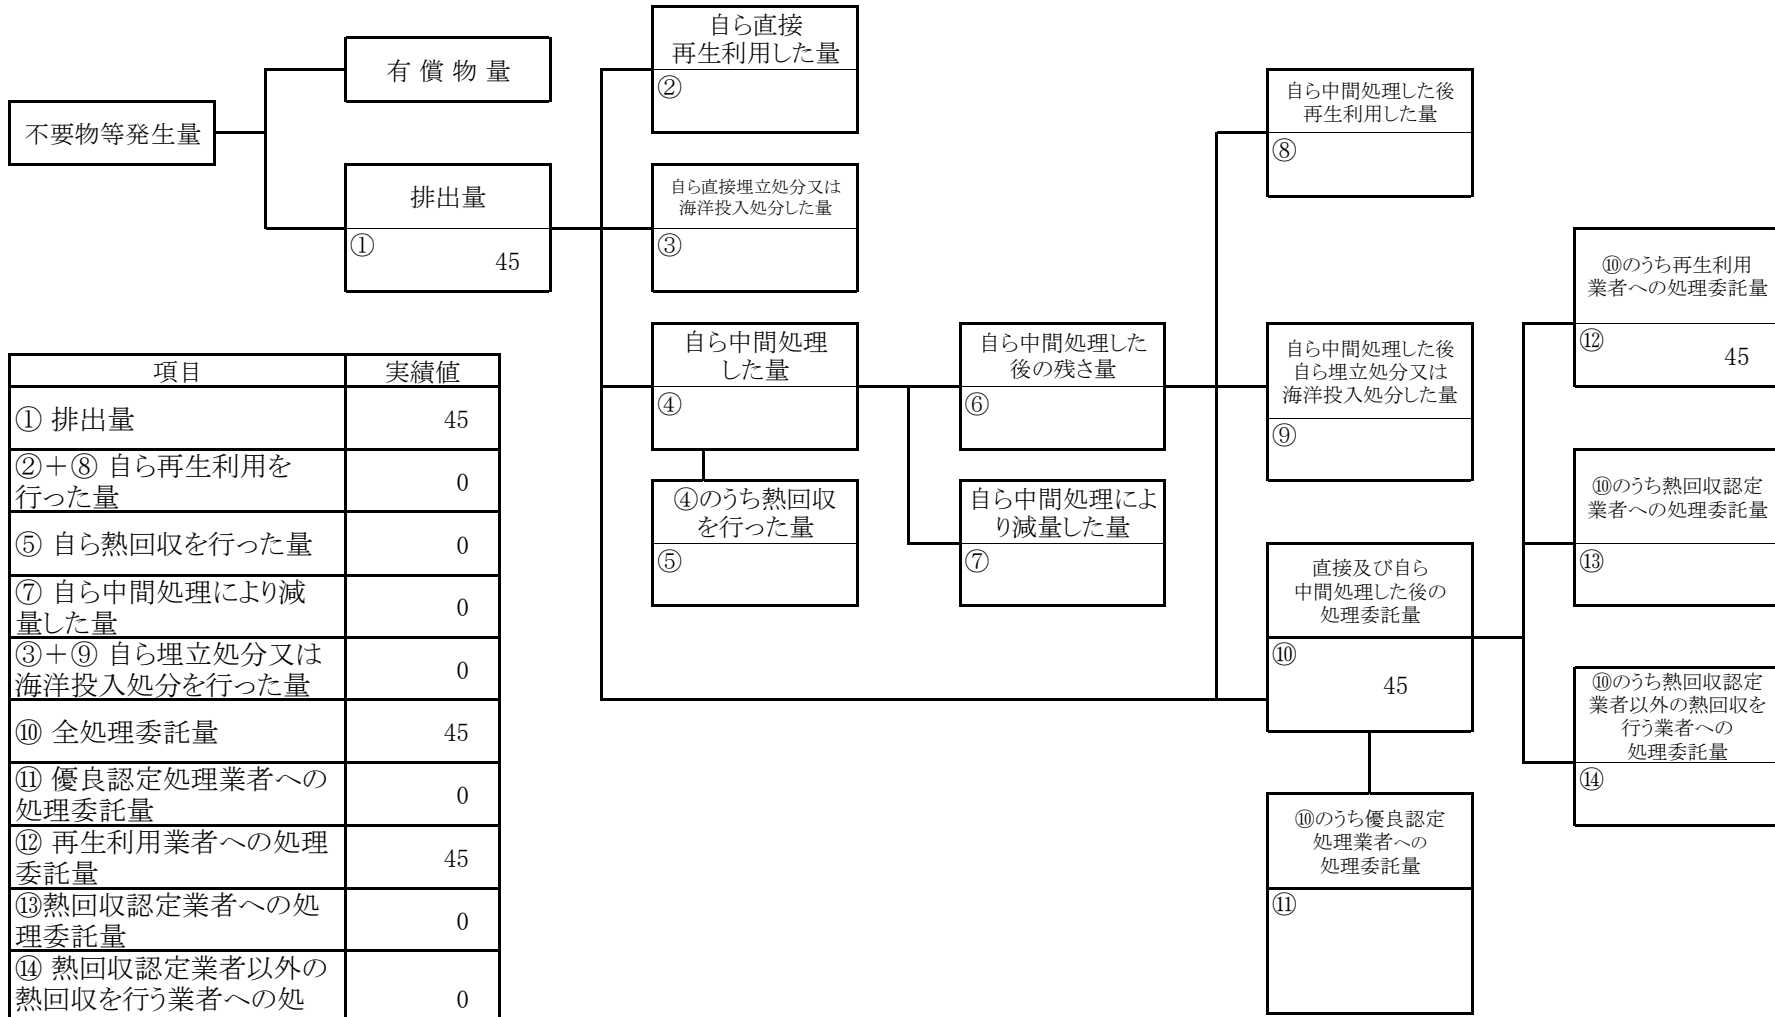 不要物等発生量
有償物量
排出量
①
45
自ら直接
再生利用した量
②
自ら直接埋立処分又は
海洋投入処分した量
③
自ら中間処理
した量
④
④のうち熱回収
を行った量
⑤
自ら中間処理した
後の残さ量
⑥
自ら中間処理によ
り減量した量
⑦
自ら中間処理した後
再生利用した量
⑧
自ら中間処理した後
自ら埋立処分又は
海洋投入処分した量
⑨
直接及び自ら
中間処理した後の
処理委託量
⑩
45
⑩のうち優良認定
処理業者への
処理委託量
⑪
⑩のうち再生利用
業者への処理委託量
⑫
45
⑩のうち熱回収認定
業者への処理委託量
⑬
⑩のうち熱回収認定
業者以外の熱回収を
行う業者への
処理委託量
⑭
項目 実績値
① 排出量 45
②+⑧ 自ら再生利用を
行った量 0
⑤ 自ら熱回収を行った量 0
⑦ 自ら中間処理により減
量した量 0
③+⑨ 自ら埋立処分又は
海洋投入処分を行った量 0
⑩ 全処理委託量 45
⑪ 優良認定処理業者への
処理委託量 0
⑫ 再生利用業者への処理
委託量 45
⑬熱回収認定業者への処
理委託量 0
⑭ 熱回収認定業者以外の
熱回収を行う業者への処 0